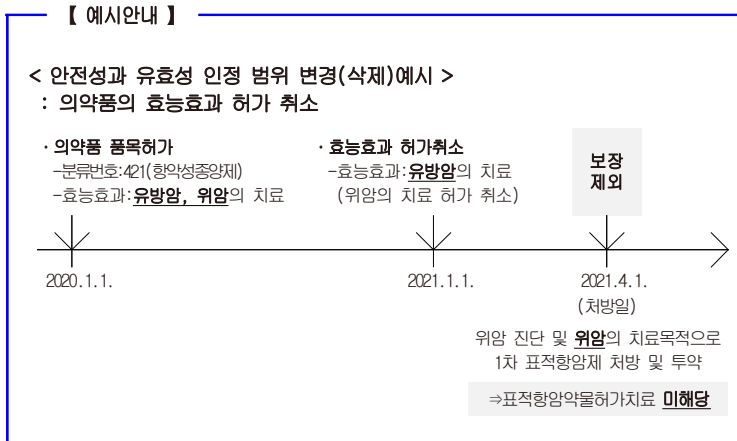 【 예시안내 】
< 안전성과 유효성 인정 범위 변경(삭제)예시 >
: 의약품의 효능효과 허가 취소
· 의약품 품목허가
-분류번호:421(항악성종양제)
-효능효과:유방암, 위암의 치료
· 효능효과 허가취소
-효능효과:유방암의 치료
(위암의 치료 허가 취소)
보장
제외
2020.1.1.
2021.1.1.
2021.4.1.
(처방일)
위암 진단 및 위암의 치료목적으로
1차 표적항암제 처방 및 투약
⇒표적항암약물허가치료 미해당